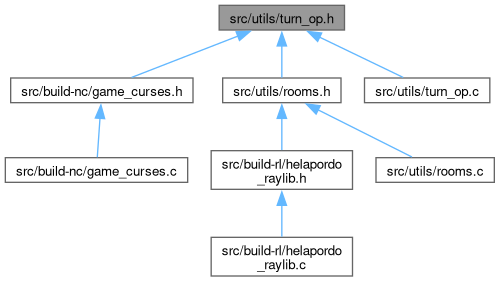 src/utils/turn_op.h
src/build-nc/game_curses.h
src/utils/rooms.h
src/utils/turn_op.c
src/build-nc/game_curses.c
src/build-rl/helapordo
_raylib.h
src/utils/rooms.c
src/build-rl/helapordo
_raylib.c